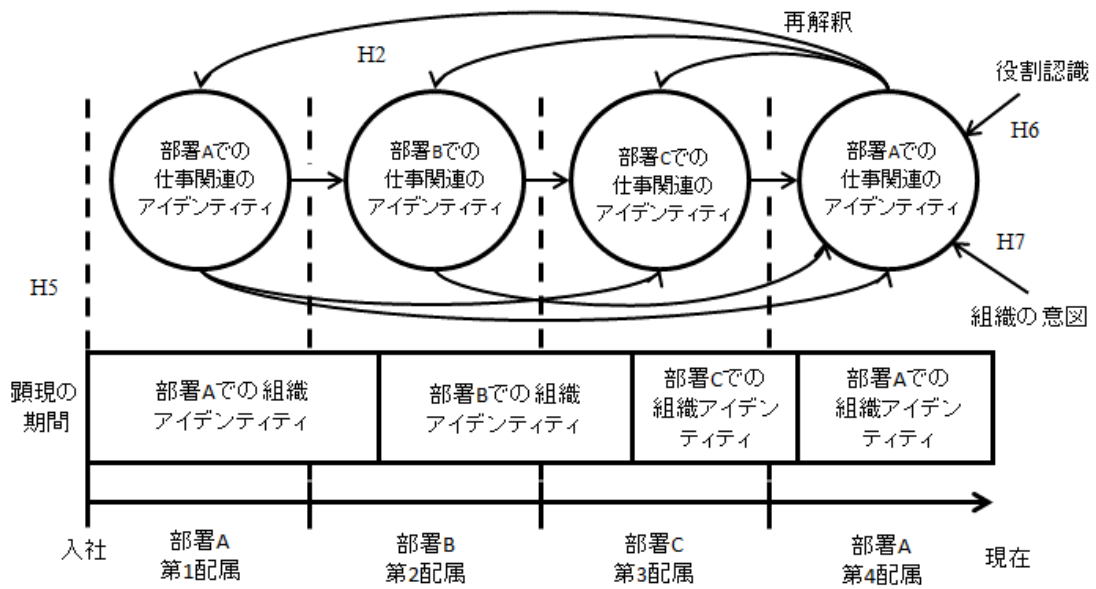 再解釈
H2
役割認識
H6
部署Aでの
仕事関連の
アイデンティティ
部署Bでの
仕事関連の
アイデンティティ
部署Cでの
仕事関連の
アイデンティティ
部署Aでの
仕事関連の
アイデンティティ
H7
H5
組織の意図
顕現の
期間
部署Aでの組織
アイデンティティ
部署Bでの組織
アイデンティティ
部署Cでの
組織アイデン
ティティ
部署Aでの
組織アイデン
ティティ
入社
部署A
第1配属
部署B
第2配属
部署C
第3配属
部署A
第4配属
現在